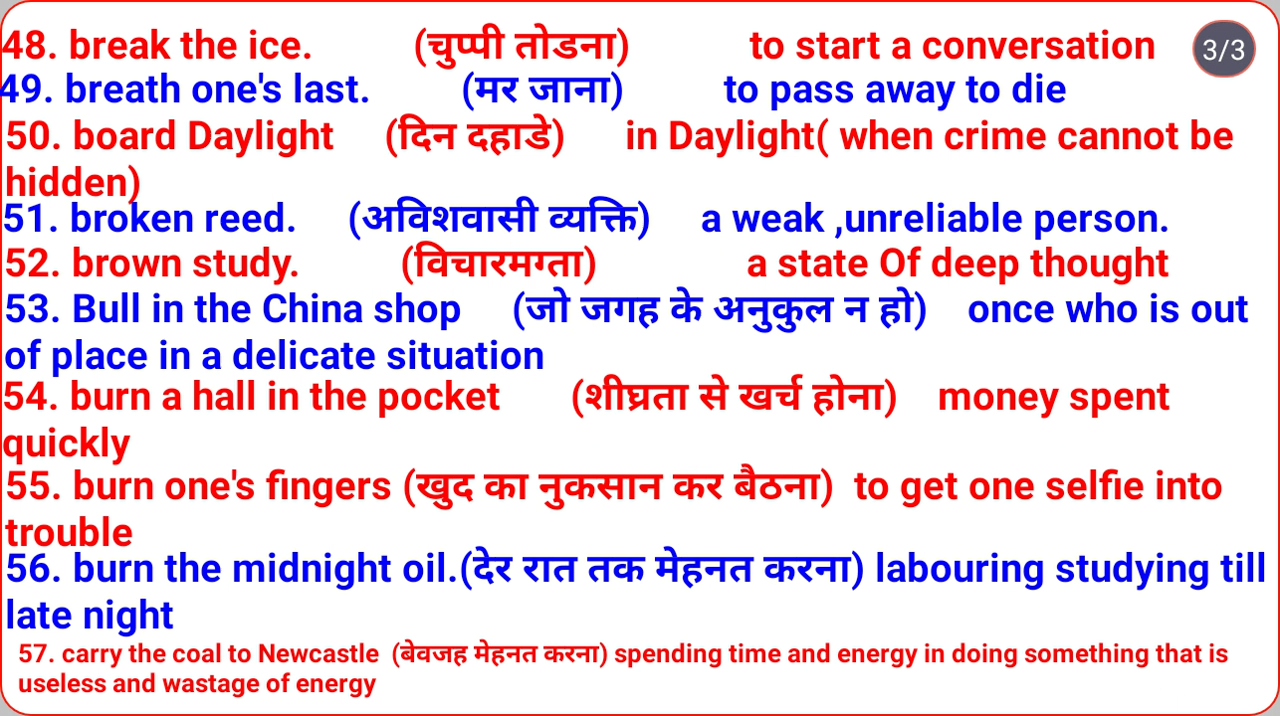 48. break the ice. (चुप्पी तोडना) to start a conversation
3/3
49. breath one's last. (मर जाना) to pass away to die
50. board Daylight (दिन दहाडे) in Daylight( when crime cannot be
hidden)
51. broken reed. (अविशवासी व्यक्ति) a weak ,unreliable person.
52. brown study. (विचारमग्ता) a state Of deep thought
53. Bull in the China shop (जो जगह के अनुकुल न हो) once who is out
of place in a delicate situation
54. burn a hall in the pocket (शीघ्रता से खर्च होना) money spent
quickly
55. burn one's fingers (खुद का नुकसान कर बैठना) to get one selfie into
trouble
56. burn the midnight oil.(देर रात तक मेहनत करना) labouring studying till
late night
57. carry the coal to Newcastle (बेवजह मेहनत करना) spending time and energy in doing something that is
useless and wastage of energy